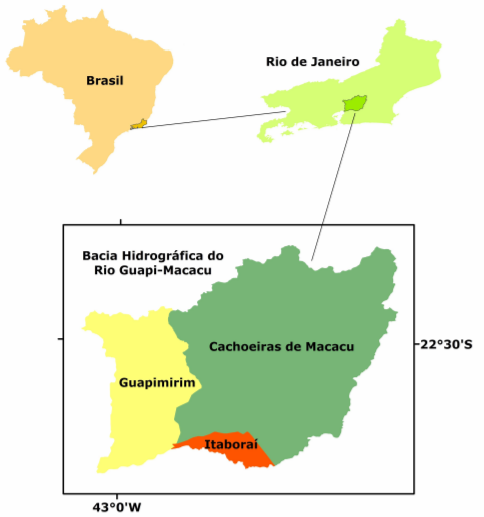 Brasil
Rio de Janeiro
Bacia Hidrográfica do
Rio Guapi-Macacu
Cachoeiras de Macacu
22°30'S
Guapimirim
Itaboraí
43°0'W